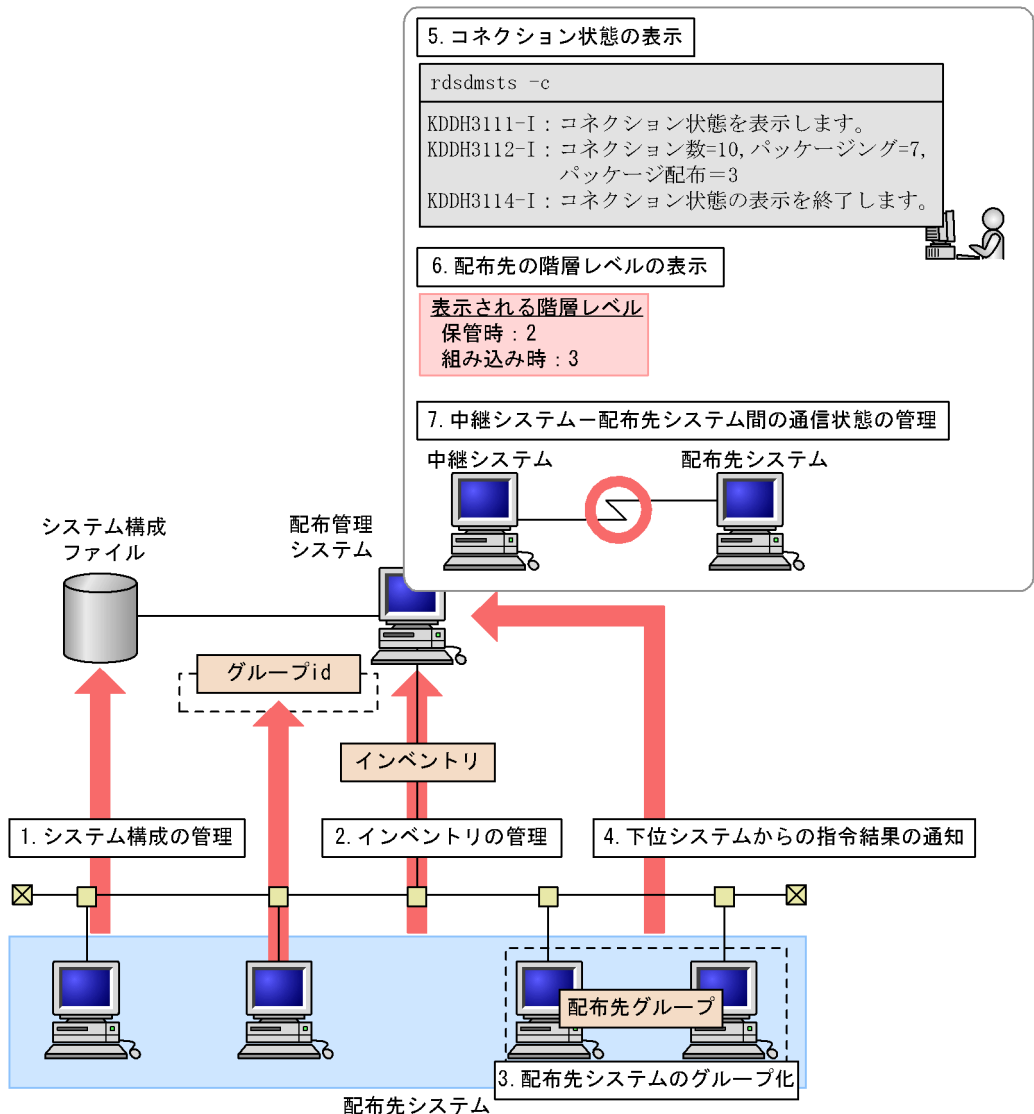 5.コネクション状態の表示
rdsdmsts -c
KDDH3111-I：コネクション状態を表示します。
KDDH3112-I：コネクション数=10,パッケージング=7,
パッケージ配布＝3
KDDH3114-I：コネクション状態の表示を終了します。
6.配布先の階層レベルの表示
表示される階層レベル
保管時：2
組み込み時：3
7.中継システムー配布先システム間の通信状態の管理
中継システム
配布先システム
システム構成
ファイル
配布管理
システム
グループid
インベントリ
1.システム構成の管理
2.インベントリの管理
4.下位システムからの指令結果の通知
配布先グループ
3.配布先システムのグループ化
配布先システム